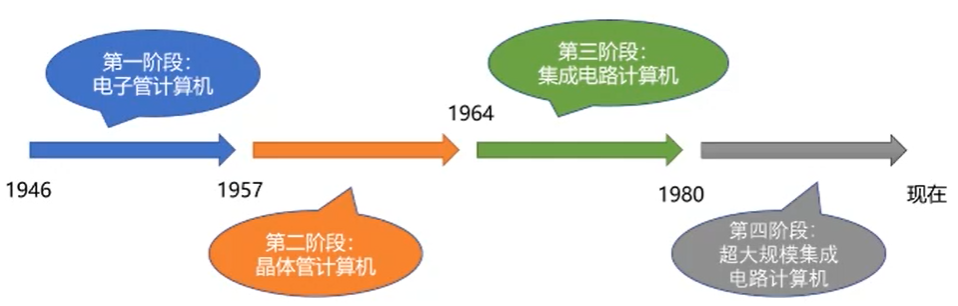 第一阶段：
电子管计算机
第三阶段：
集成电路计算机
1964
1946
1957
1980
现在
第二阶段：
晶体管计算机
第四阶段：
超大规模集成
电路计算机